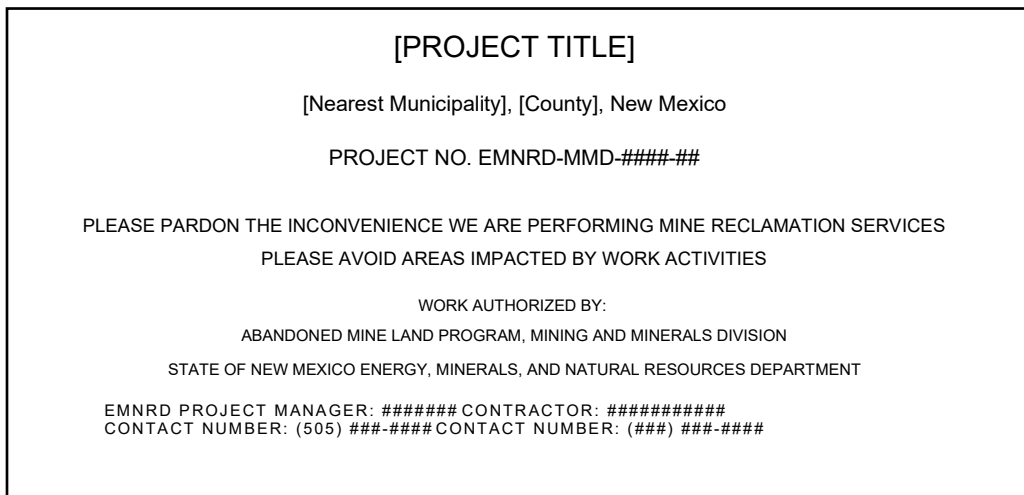 [PROJECT TITLE]
[Nearest Municipality], [County], New Mexico
PROJECT NO. EMNRD-MMD-####-##
PLEASE PARDON THE INCONVENIENCE WE ARE PERFORMING MINE RECLAMATION SERVICES
PLEASE AVOID AREAS IMPACTED BY WORK ACTIVITIES
WORK AUTHORIZED BY:
ABANDONED MINE LAND PROGRAM, MINING AND MINERALS DIVISION
STATE OF NEW MEXICO ENERGY, MINERALS, AND NATURAL RESOURCES DEPARTMENT
EMNRD PROJECT MANAGER: ####### CONTRACTOR: ###########
CONTACT NUMBER: (505) ###-#### CONTACT NUMBER: (###) ###-####